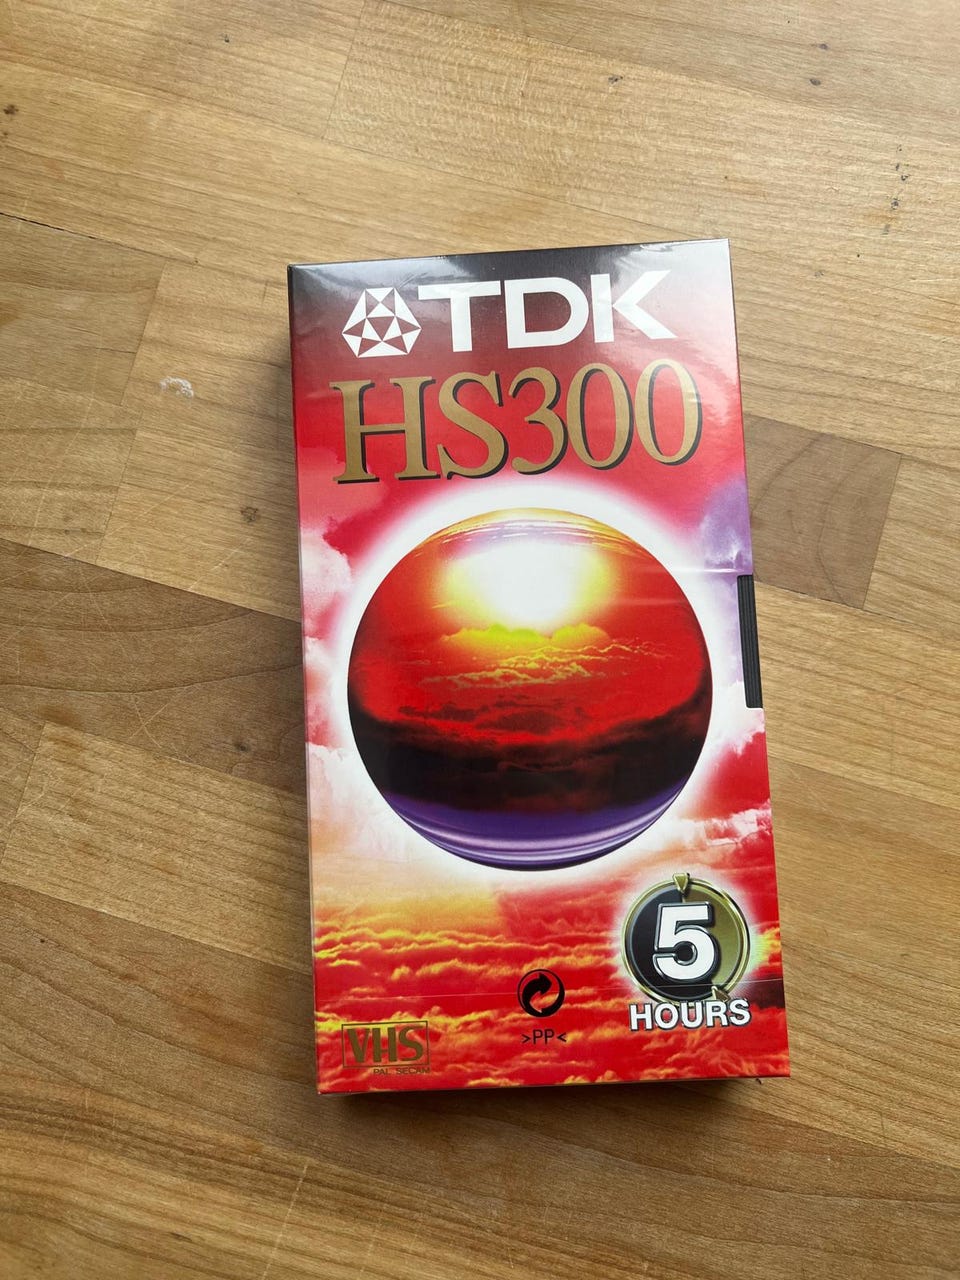 TDK
HS300
5
HOURS
>PP<
VHS
PAL SECAM